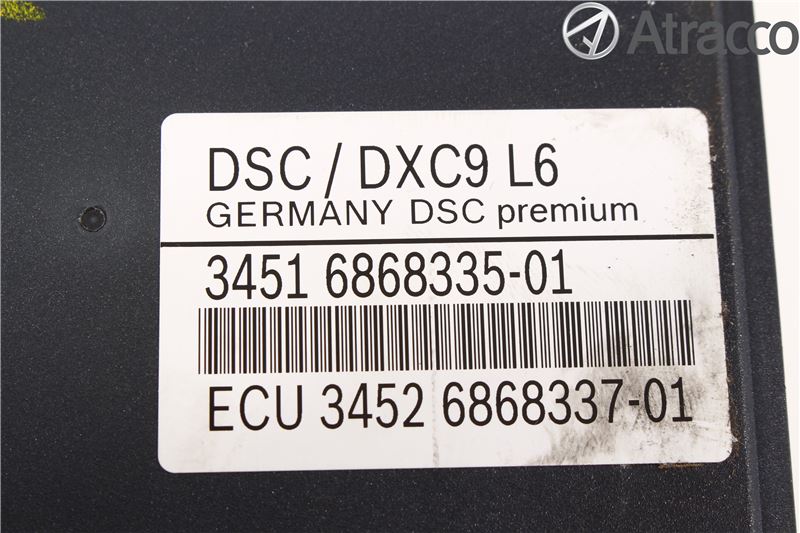 Atracco
DSC / DXC9 L6
GERMANY DSC premium
3451 6868335-01
ECU 3452 6868337-01